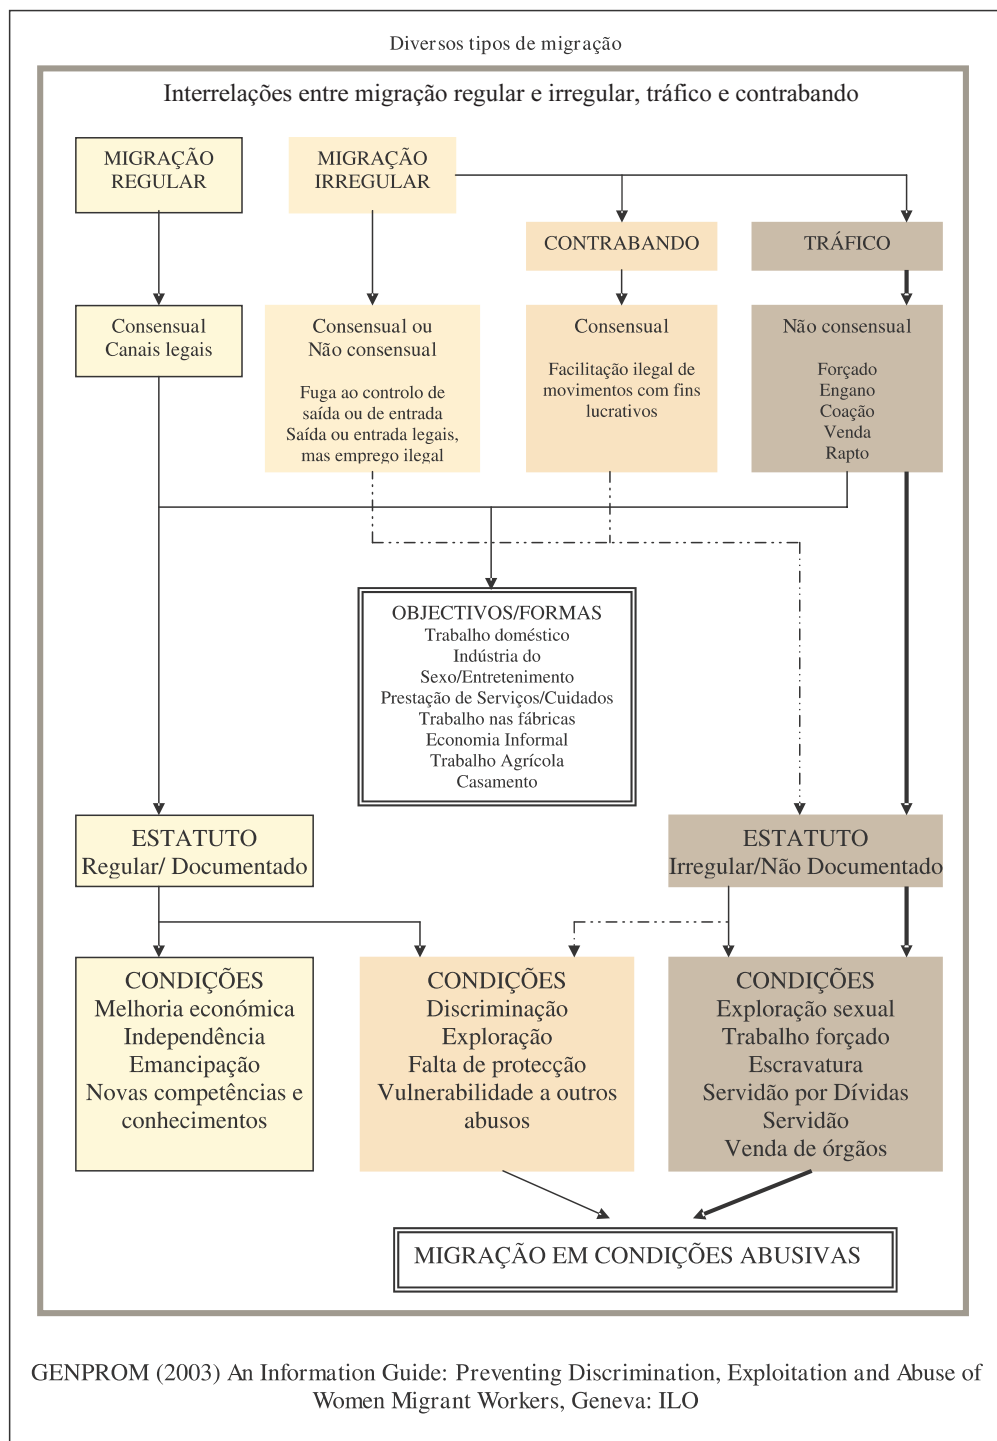 Diversos tipos de migração
Interrelações entre migração regular e irregular, tráfico e contrabando
MIGRAÇÃO
REGULAR
MIGRAÇÃO
IRREGULAR
CONTRABANDO
TRÁFICO
Consensual
Canais legais
Consensual ou
Não consensual
Fuga ao controlo de
saída ou de entrada
Saída ou entrada legais,
mas emprego ilegal
Consensual
Facilitação ilegal de
movimentos com fins
lucrativos
Não consensual
Forçado
Engano
Coação
Venda
Rapto
OBJECTIVOS/FORMAS
Trabalho doméstico
Indústria do
Sexo/Entretenimento
Prestação de Serviços/Cuidados
Trabalho nas fábricas
Economia Informal
Trabalho Agrícola
Casamento
ESTATUTO
Regular/ Documentado
ESTATUTO
Irregular/Não Documentado
CONDIÇÕES
Melhoria económica
Independência
Emancipação
Novas competências e
conhecimentos
CONDIÇÕES
Discriminação
Exploração
Falta de protecção
Vulnerabilidade a outros
abusos
CONDIÇÕES
Exploração sexual
Trabalho forçado
Escravatura
Servidão por Dívidas
Servidão
Venda de órgãos
MIGRAÇÃO EM CONDIÇÕES ABUSIVAS
GENPROM (2003) An Information Guide: Preventing Discrimination, Exploitation and Abuse of
Women Migrant Workers, Geneva: ILO